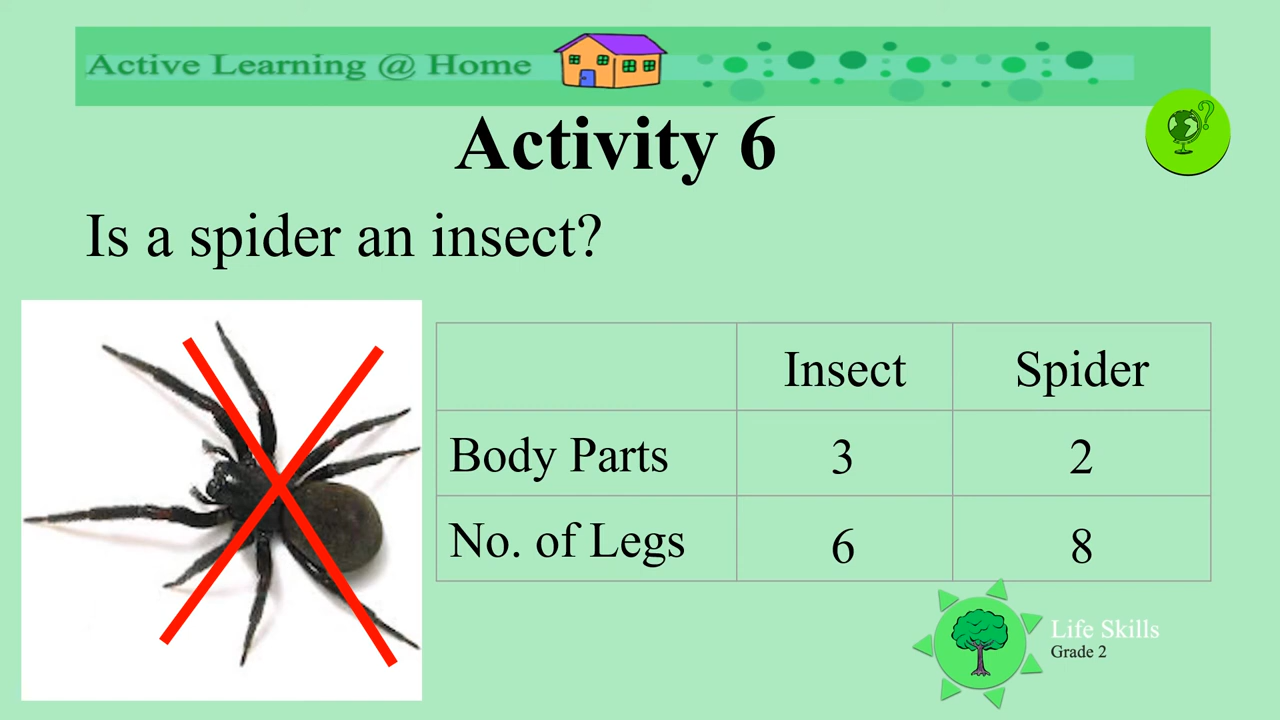 Active Learning @ Home
Activity 6
?
Is a spider an insect?
Insect Spider
Body Parts 3 2
No. of Legs 6 8
Life Skills
Grade 2